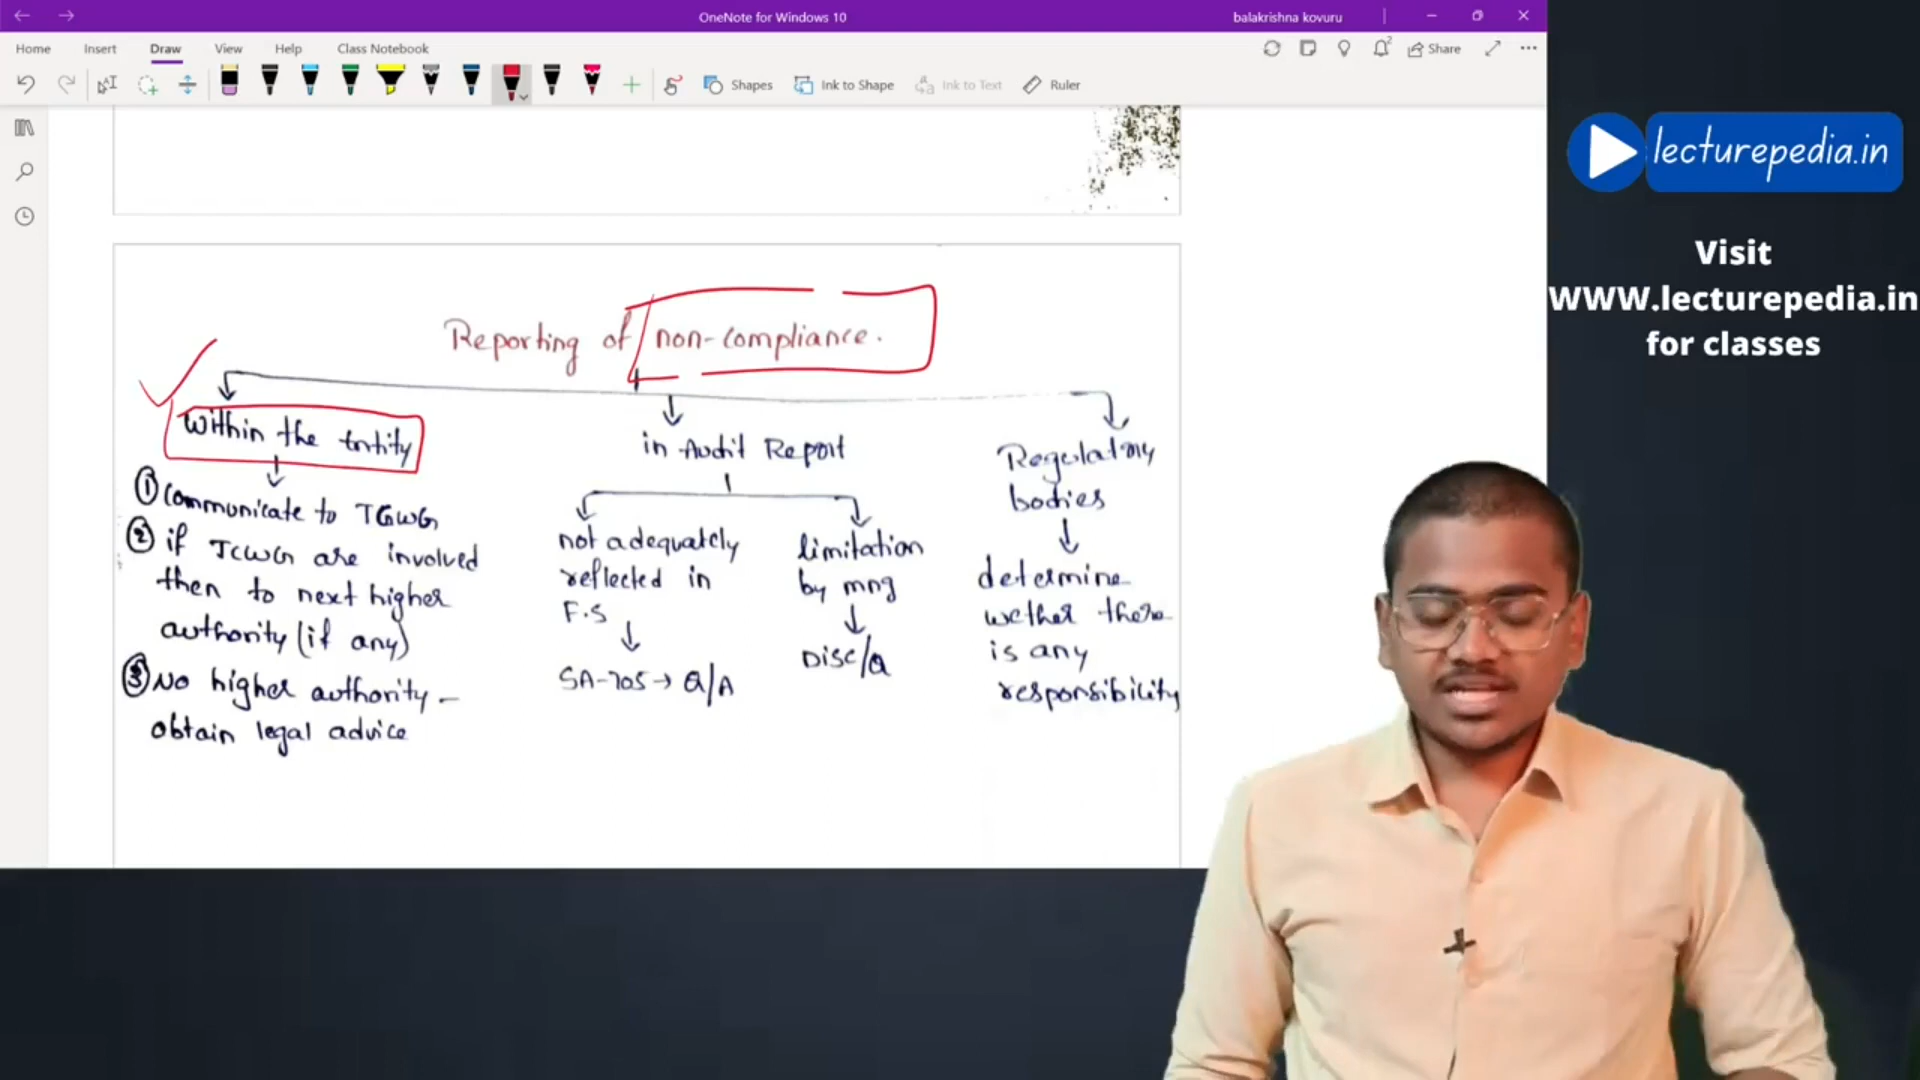 OneNote for Windows 10
balakrishna kovuru
Home Insert Draw View Help Class Notebook
Share
Shapes Ink to Shape Ink to Text Ruler
lecturepedia.in
Visit
WWW.lecturepedia.in
for classes
Reporting of non-compliance.
within the entity
① communicate to TGWG
② if TCWG are involved
then to next higher
authority (if any)
③ No higher authority -
obtain legal advice
in Audit Report
not adequately
reflected in
F.S
SA-705 → Q/A
limitation
by mng
DISC/Q
Regulatory
bodies
determine
wether there
is any
responsibility